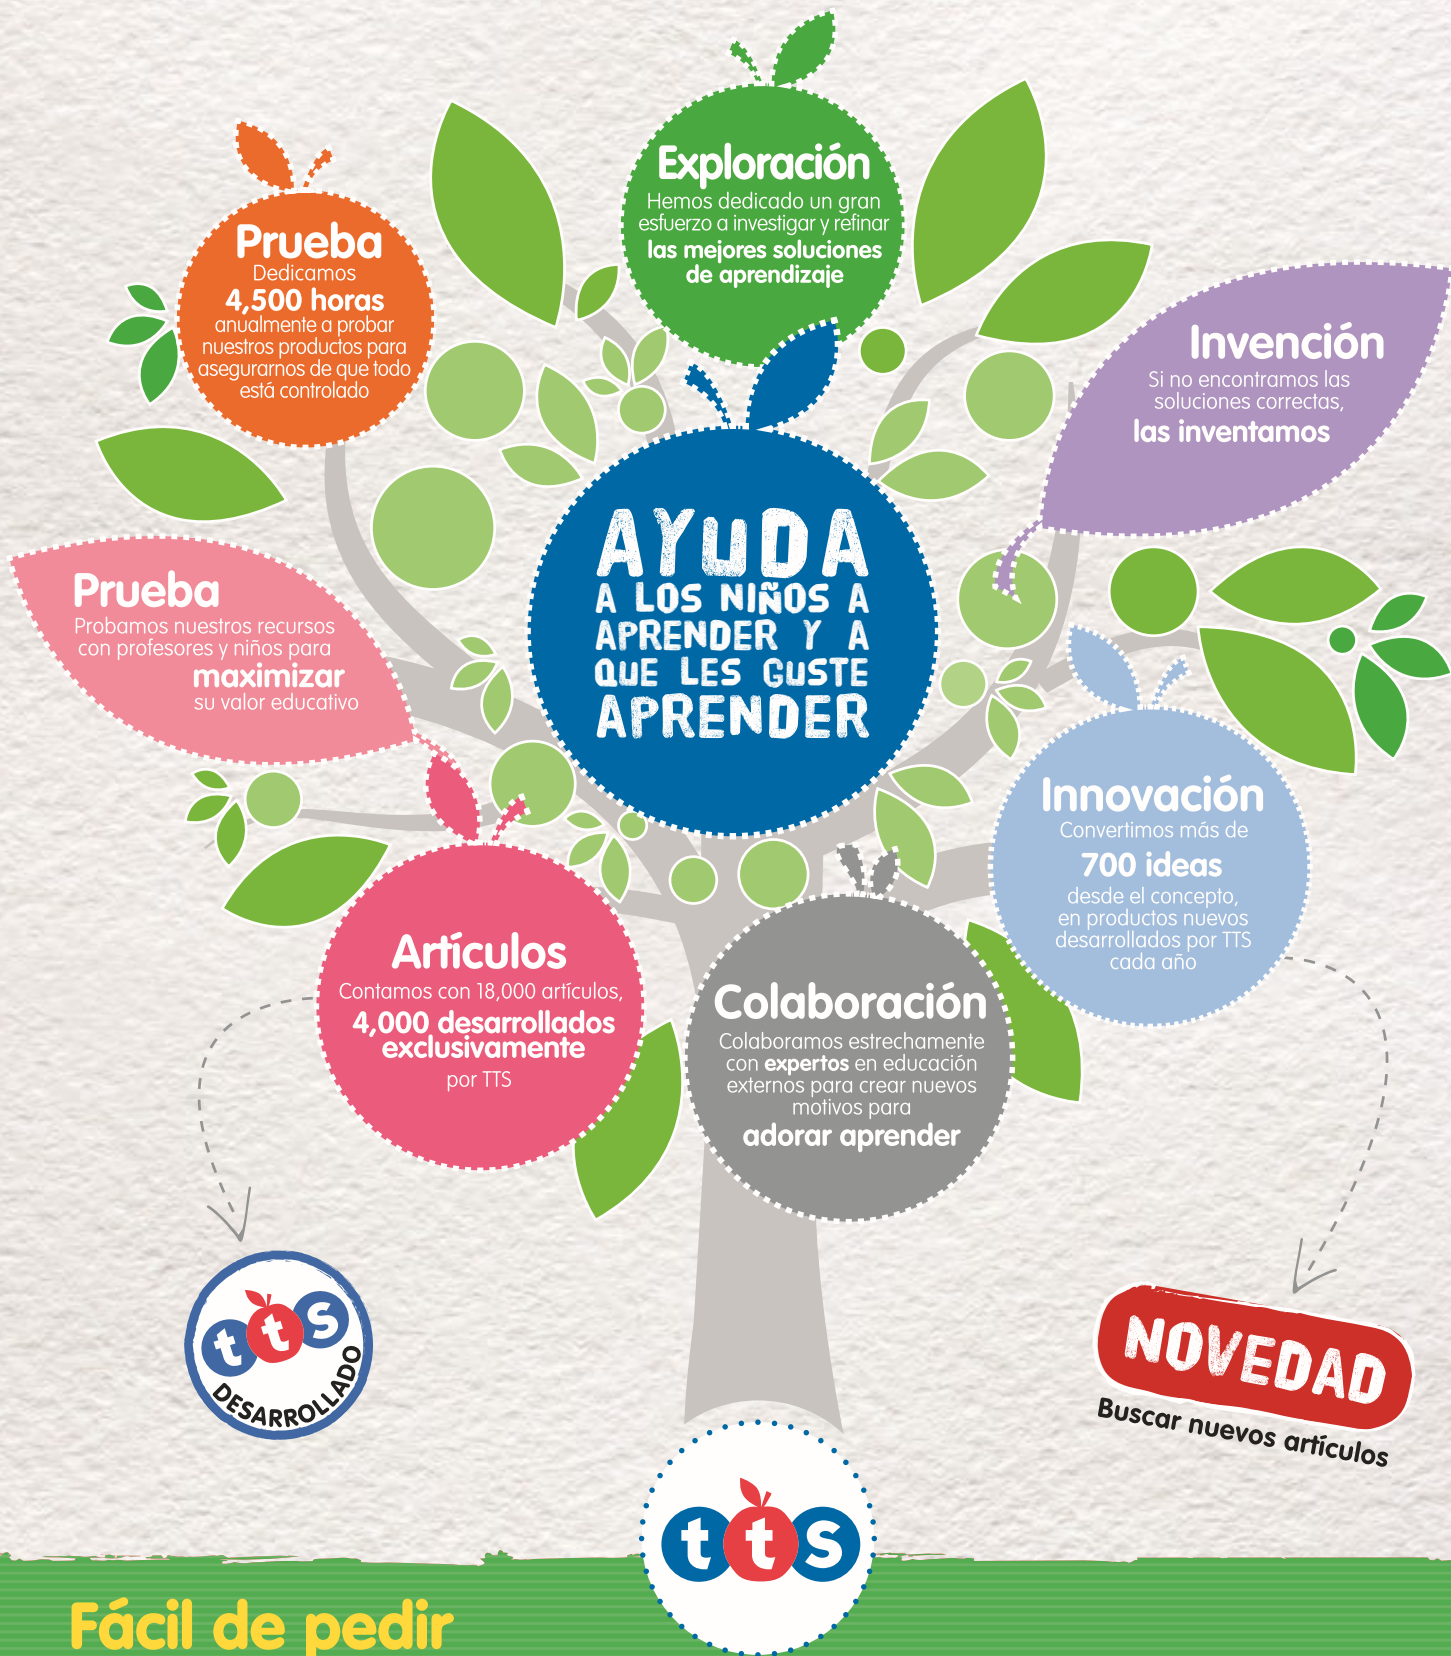 Exploración
Hemos dedicado un gran
esfuerzo a investigar y refinar
las mejores soluciones
de aprendizaje
Prueba
Dedicamos
4,500 horas
anualmente a probar
nuestros productos para
asegurarnos de que todo
está controlado
Invención
Si no encontramos las
soluciones correctas,
las inventamos
AYUDA
A LOS NIÑOS A
APRENDER Y A
QUE LES GUSTE
APRENDER
Prueba
Probamos nuestros recursos
con profesores y niños para
maximizar
su valor educativo
Innovación
Convertimos más de
700 ideas
desde el concepto,
en productos nuevos
desarrollados por TTS
cada año
Artículos
Contamos con 18,000 artículos,
4,000 desarrollados
exclusivamente
por TTS
Colaboración
Colaboramos estrechamente
con expertos en educación
externos para crear nuevos
motivos para
adorar aprender
tts
DESARROLLADO
NOVEDAD
Buscar nuevos artículos
tts
Fácil de pedir